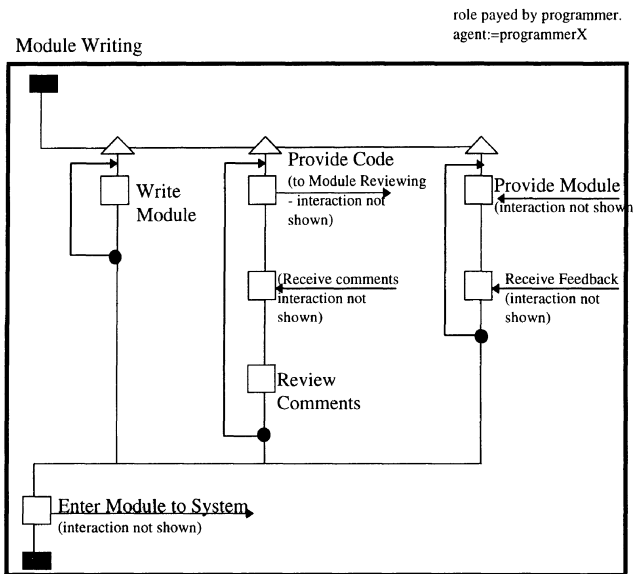 role payed by programmer.
agent:=programmerX
Module Writing
Write
Module
Provide Code
(to Module Reviewing
- interaction not
shown)
(Receive comments
interaction not
shown)
Review
Comments
Provide Module
(interaction not shown
Receive Feedback
(interaction not
shown)
Enter Module to System
(interaction not shown)